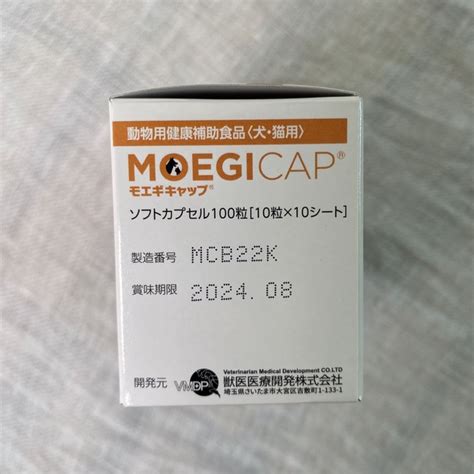 動物用健康補助食品〈犬・猫用〉
MOEGICAP®
モエギキャップ®
ソフトカプセル100粒[10粒×10シート]
製造番号 MCB22K
賞味期限 2024.08
開発元 VMDP
Veterinarian Medical Development CO.LTD
獣医医療開発株式会社
埼玉県さいたま市大宮区吉敷町1-133-1